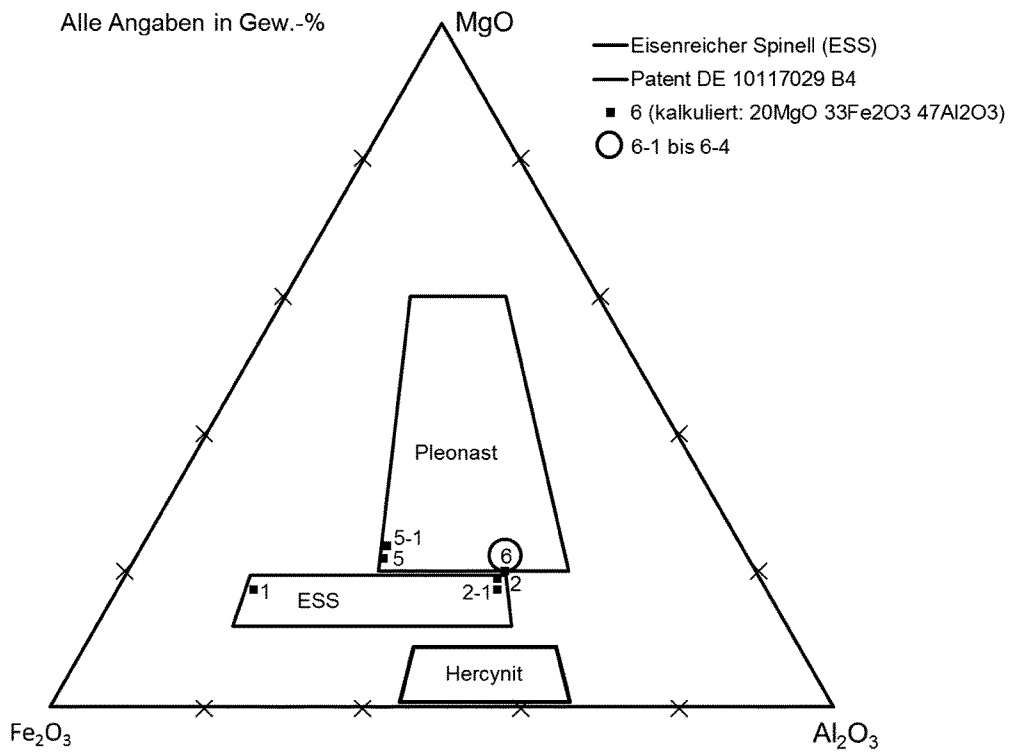 Alle Angaben in Gew.-%
MgO
Eisenreicher Spinell (ESS)
Patent DE 10117029 B4
6 (kalkuliert: 20MgO 33Fe2O3 47Al2O3)
6-1 bis 6-4
Pleonast
5-1
5
6
1
ESS
2-1
2
Hercynit
Fe₂O₃
Al₂O₃